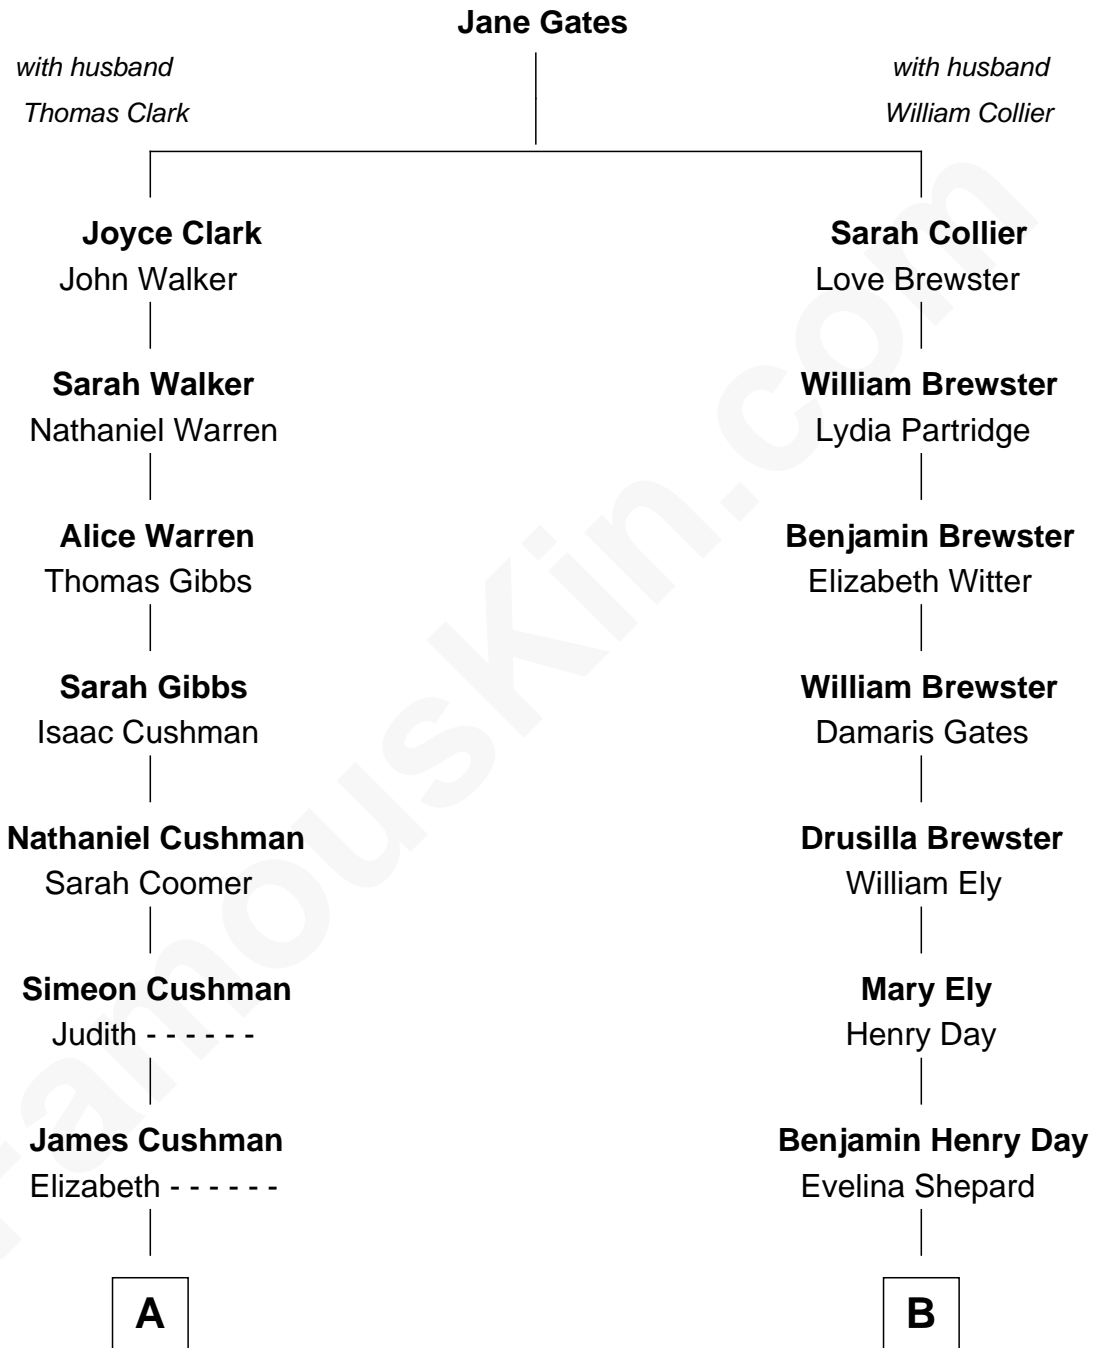 Jane Gates
with husband
Thomas Clark
with husband
William Collier
Joyce Clark
John Walker
Sarah Walker
Nathaniel Warren
Alice Warren
Thomas Gibbs
Sarah Gibbs
Isaac Cushman
Nathaniel Cushman
Sarah Coomer
Simeon Cushman
Judith - - - - - -
James Cushman
Elizabeth - - - - - -
A
Sarah Collier
Love Brewster
William Brewster
Lydia Partridge
Benjamin Brewster
Elizabeth Witter
William Brewster
Damaris Gates
Drusilla Brewster
William Ely
Mary Ely
Henry Day
Benjamin Henry Day
Evelina Shepard
B
FamousKin.com